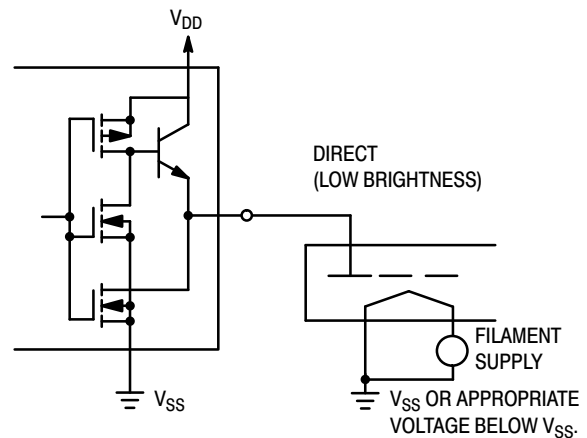 VDD
DIRECT
(LOW BRIGHTNESS)
FILAMENT
SUPPLY
VSS
VSS OR APPROPRIATE
VOLTAGE BELOW VSS.